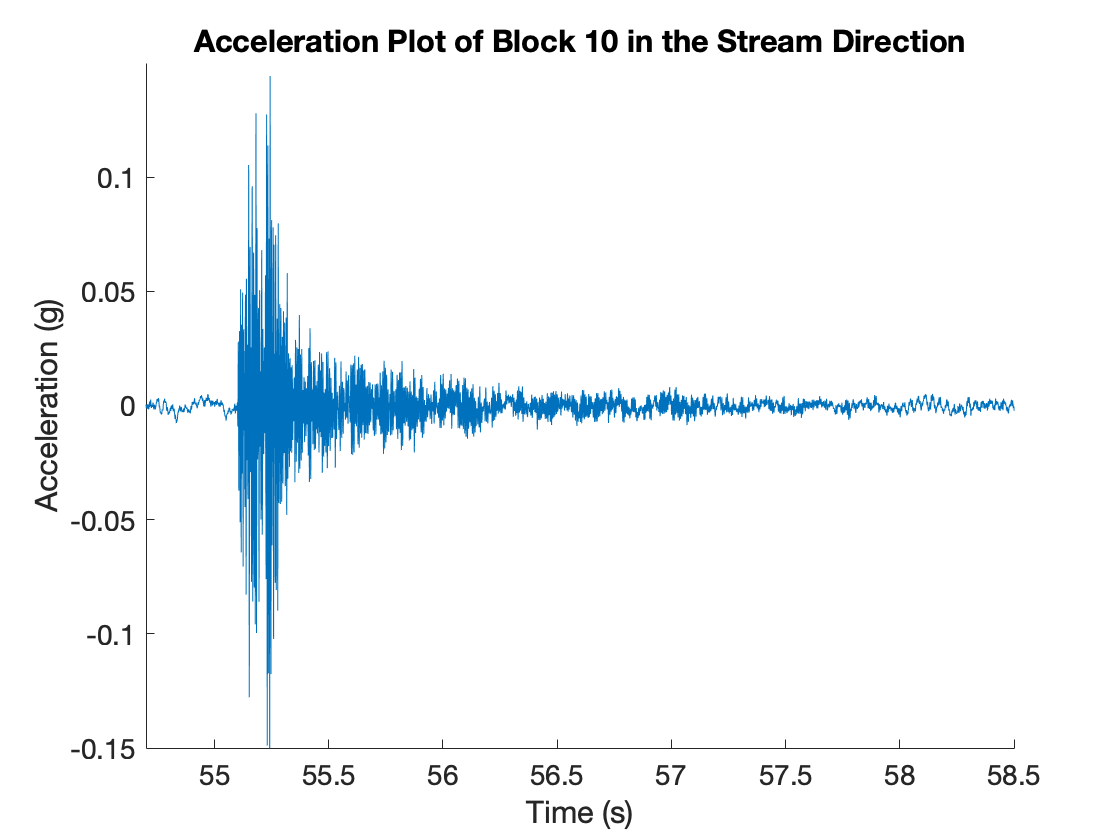 Acceleration Plot of Block 10 in the Stream Direction
0.1
0.05
0
-0.05
-0.1
-0.15
Acceleration (g)
55 55.5 56 56.5 57 57.5 58 58.5
Time (s)